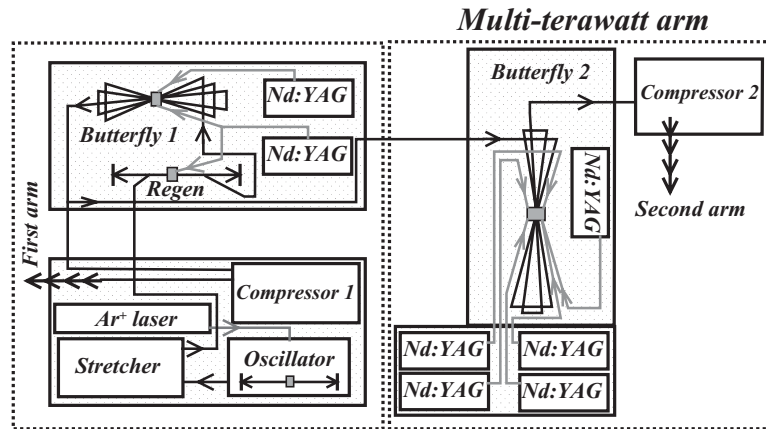 Multi-terawatt arm
Nd:YAG
Butterfly 1
Nd:YAG
Regen
First arm
Compressor 1
Ar+ laser
Stretcher
Oscillator
Butterfly 2
Compressor 2
Nd:YAG
Second arm
Nd:YAG
Nd:YAG
Nd:YAG
Nd:YAG